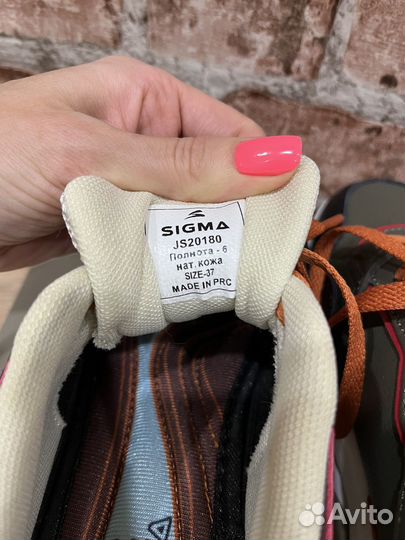 SIGMA
JS20180
Полнота - 6
нат. кожа
SIZE-37
MADE IN PRC
Avito